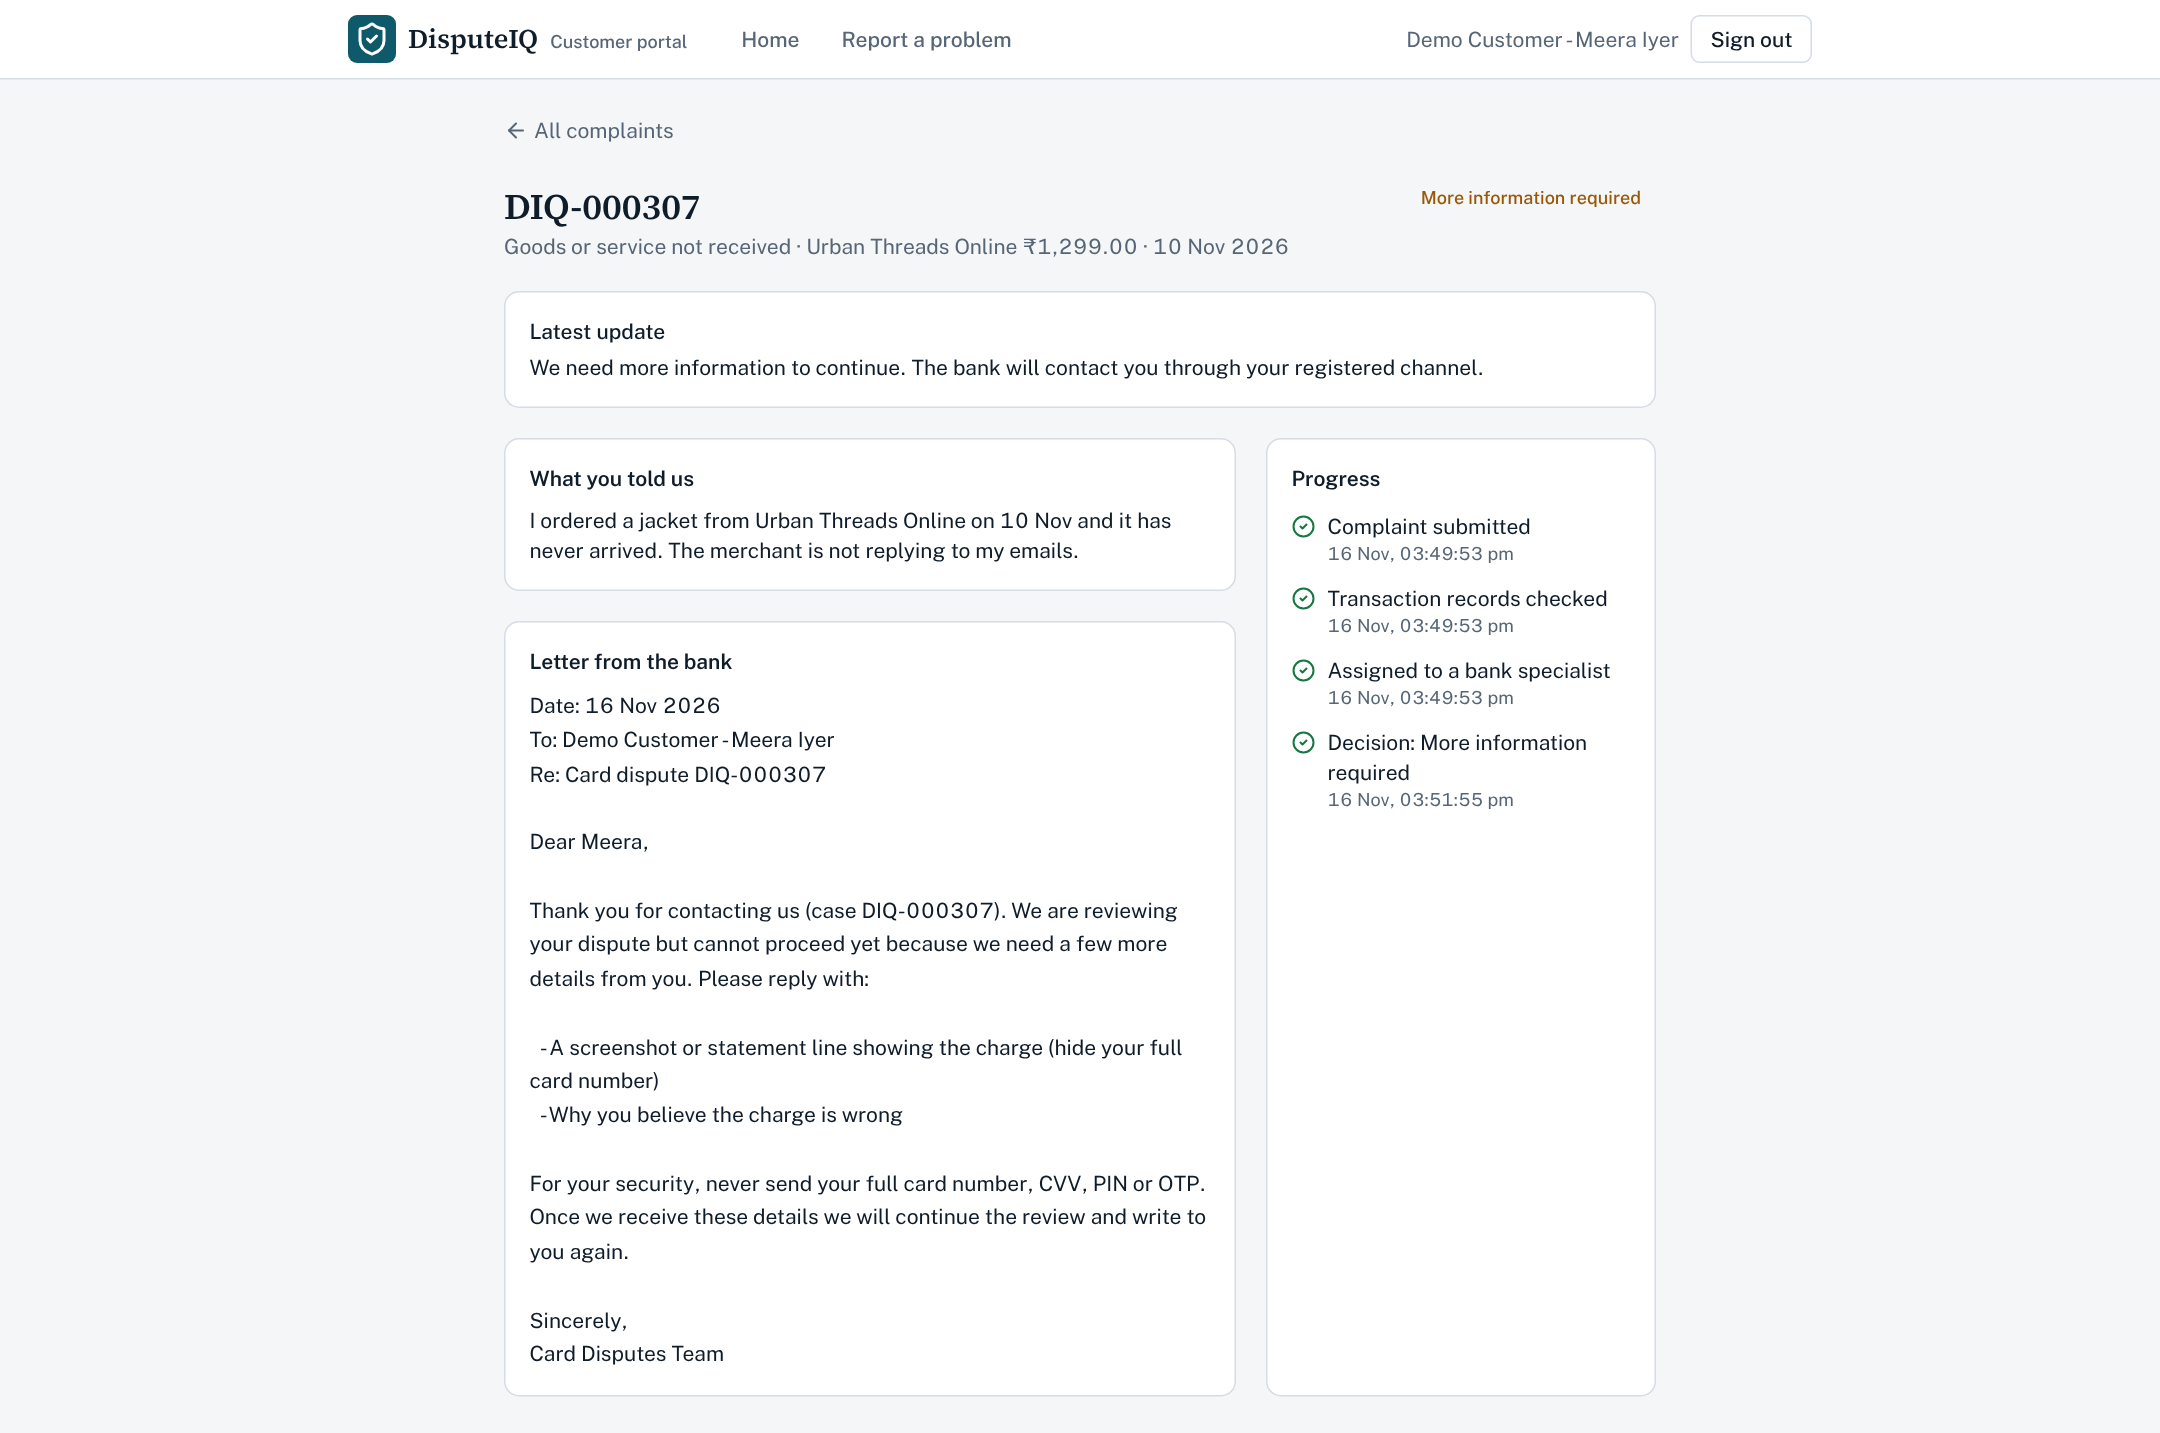 DisputeIQ Customer portal Home Report a problem Demo Customer - Meera Iyer Sign out
← All complaints
DIQ-000307
More information required
Goods or service not received · Urban Threads Online ₹1,299.00 · 10 Nov 2026
Latest update
We need more information to continue. The bank will contact you through your registered channel.
What you told us
I ordered a jacket from Urban Threads Online on 10 Nov and it has
never arrived. The merchant is not replying to my emails.
Letter from the bank
Date: 16 Nov 2026
To: Demo Customer - Meera Iyer
Re: Card dispute DIQ-000307
Dear Meera,
Thank you for contacting us (case DIQ-000307). We are reviewing
your dispute but cannot proceed yet because we need a few more
details from you. Please reply with:
- A screenshot or statement line showing the charge (hide your full
card number)
- Why you believe the charge is wrong
For your security, never send your full card number, CVV, PIN or OTP.
Once we receive these details we will continue the review and write to
you again.
Sincerely,
Card Disputes Team
Progress
Complaint submitted
16 Nov, 03:49:53 pm
Transaction records checked
16 Nov, 03:49:53 pm
Assigned to a bank specialist
16 Nov, 03:49:53 pm
Decision: More information
required
16 Nov, 03:51:55 pm